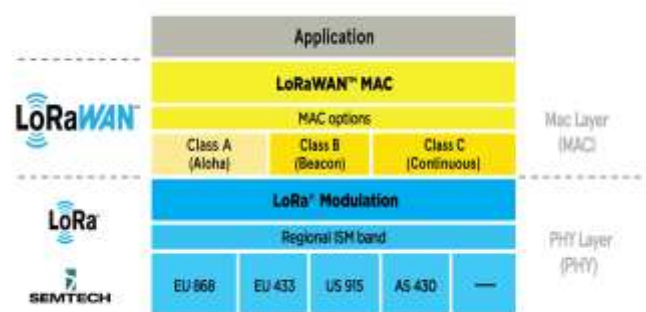 Application
LoRaWAN™ MAC
LoRaWAN™
MAC options
Class A
(Aloha)
Class B
(Beacon)
Class C
(Continuous)
Mac Layer
(MAC)
LoRa® Modulation
LoRa
Regional ISM band
PHY Layer
(PHY)
SEMTECH
EU 868
EU 433
US 915
AS 430
—